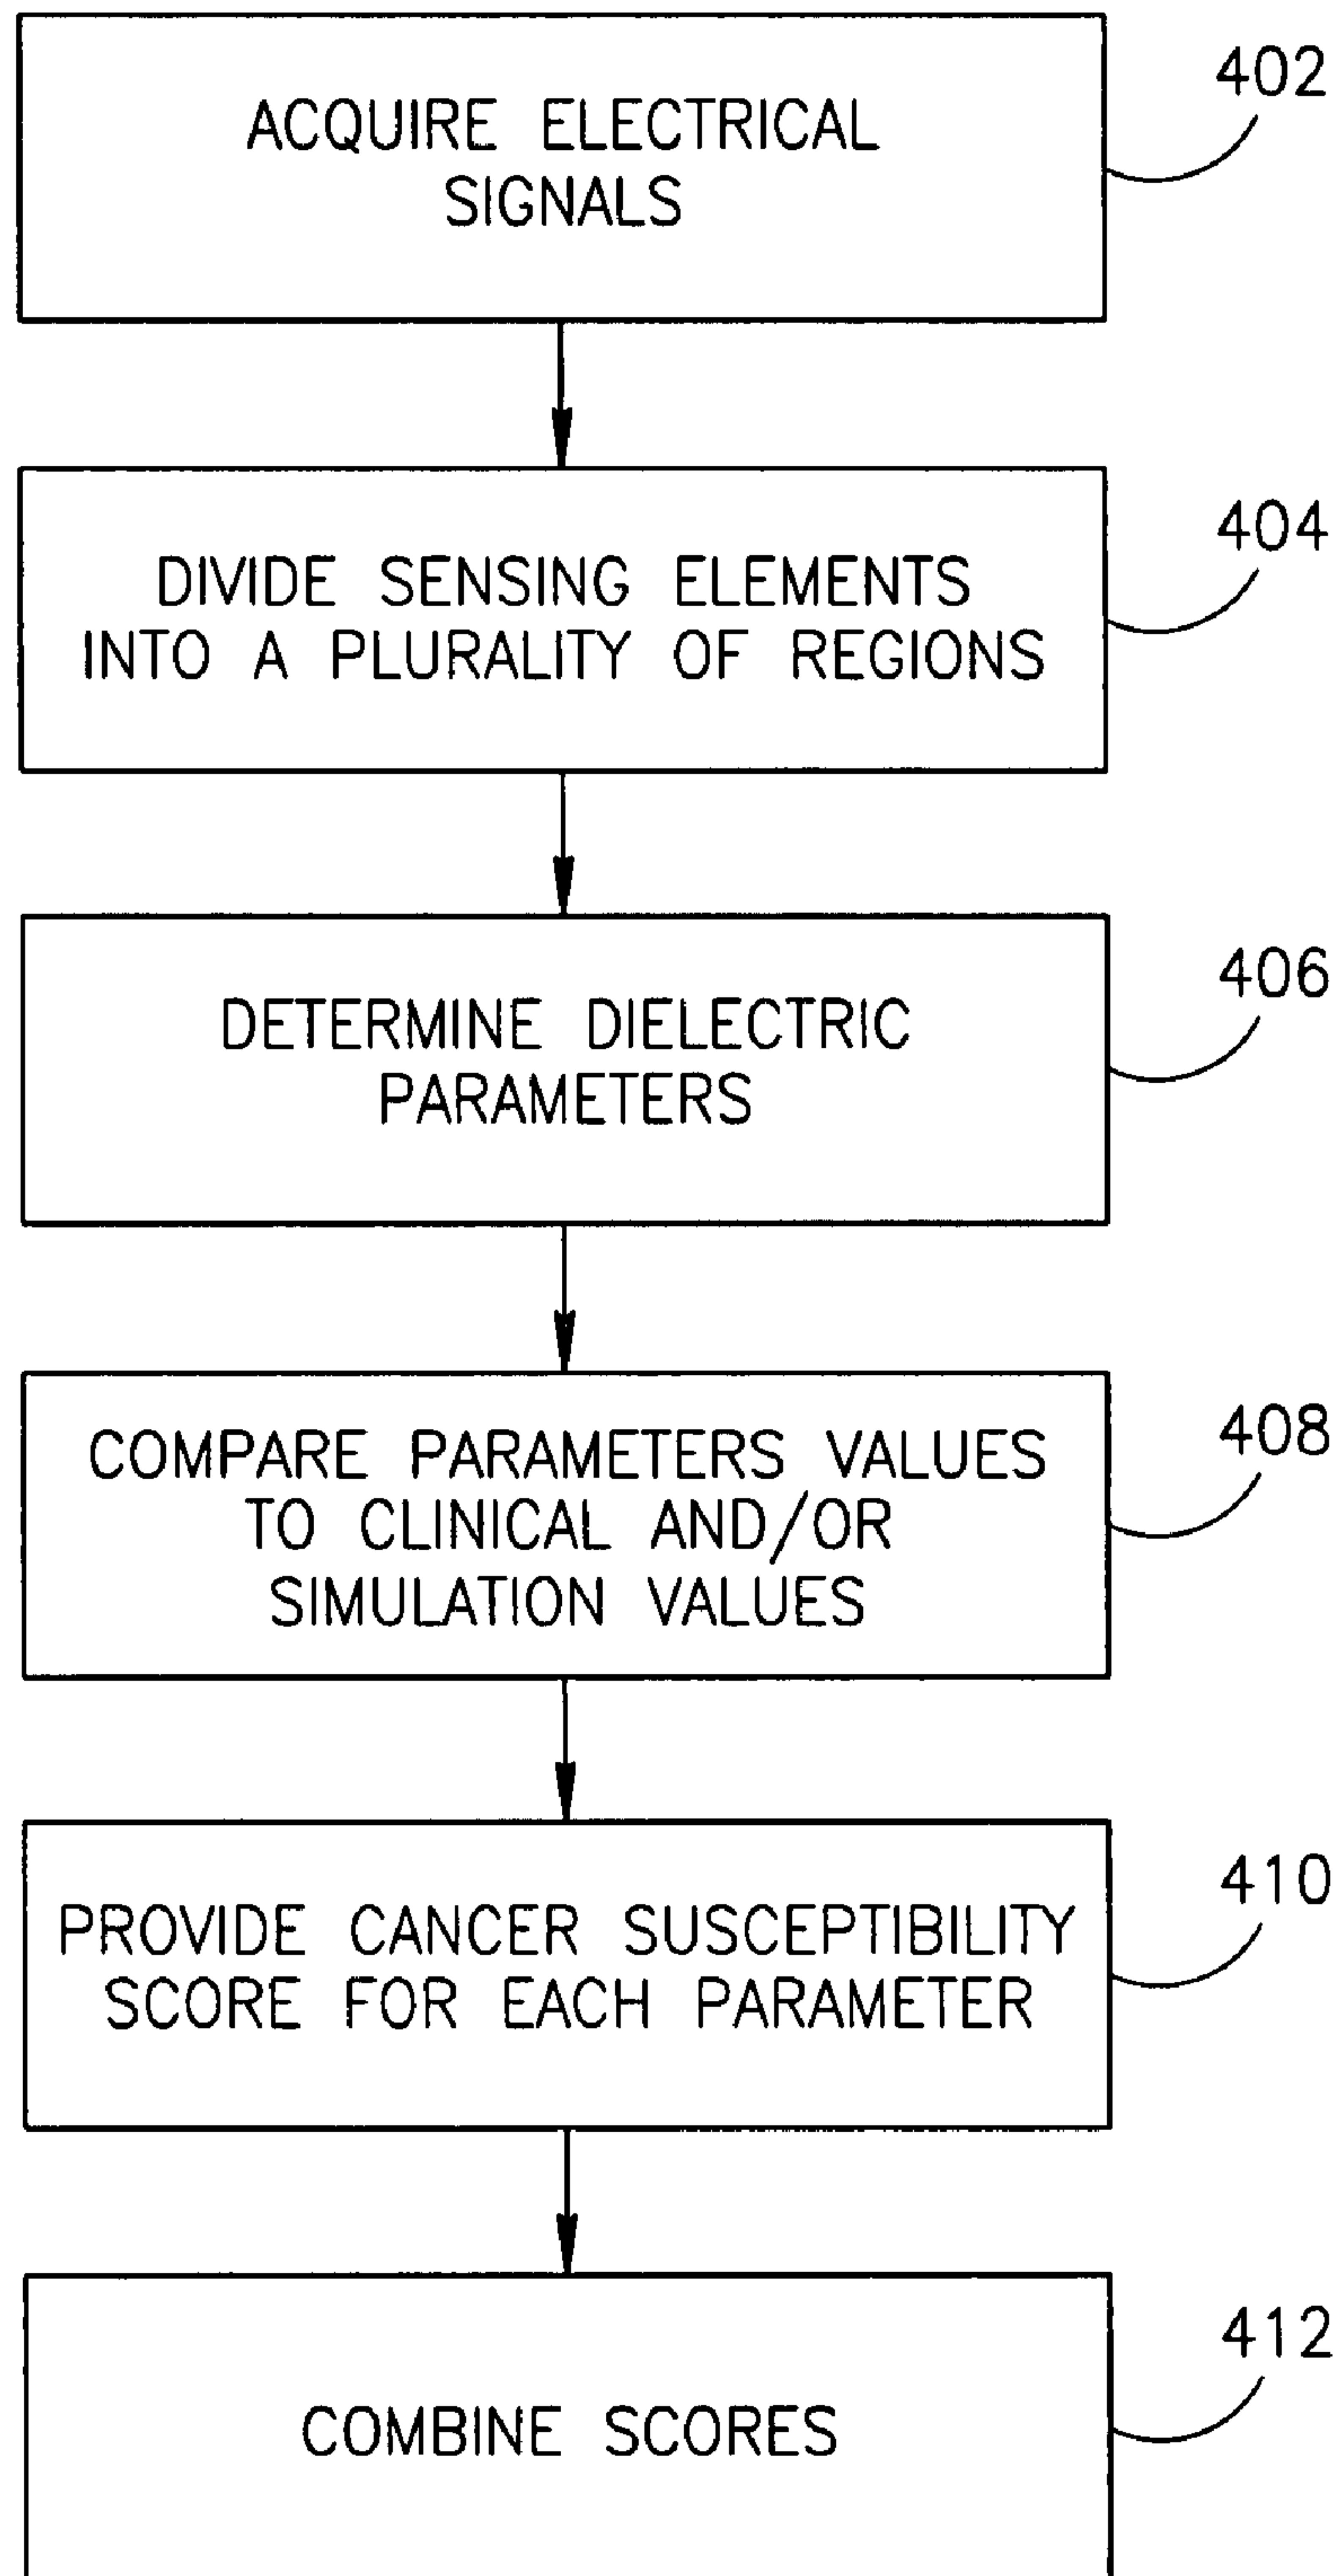 402
ACQUIRE ELECTRICAL
SIGNALS
404
DIVIDE SENSING ELEMENTS
INTO A PLURALITY OF REGIONS
406
DETERMINE DIELECTRIC
PARAMETERS
408
COMPARE PARAMETERS VALUES
TO CLINICAL AND/OR
SIMULATION VALUES
410
PROVIDE CANCER SUSCEPTIBILITY
SCORE FOR EACH PARAMETER
412
COMBINE SCORES